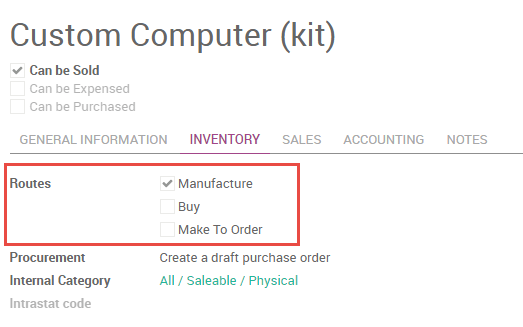 Custom Computer (kit)
Can be Sold
Can be Expensed
Can be Purchased
GENERAL INFORMATION INVENTORY SALES ACCOUNTING NOTES
Routes Manufacture
Buy
Make To Order
Procurement Create a draft purchase order
Internal Category All / Saleable / Physical
Intrastat code